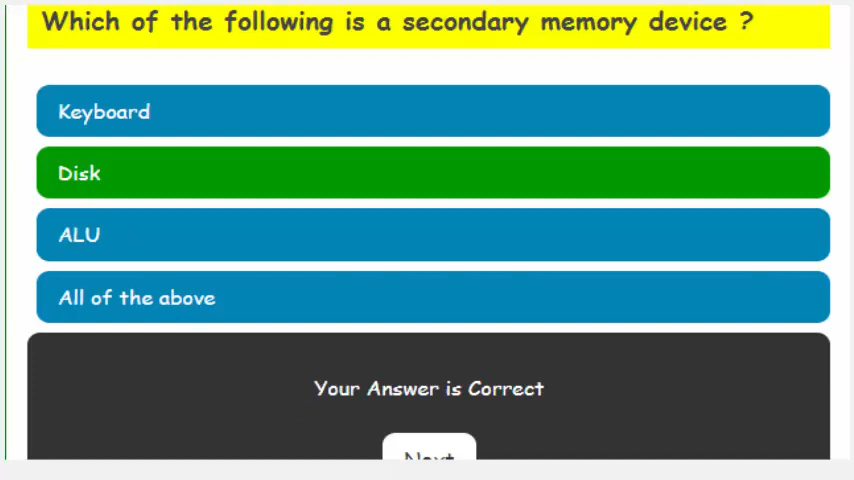 Which of the following is a secondary memory device ?
Keyboard
Disk
ALU
All of the above
Your Answer is Correct
Next